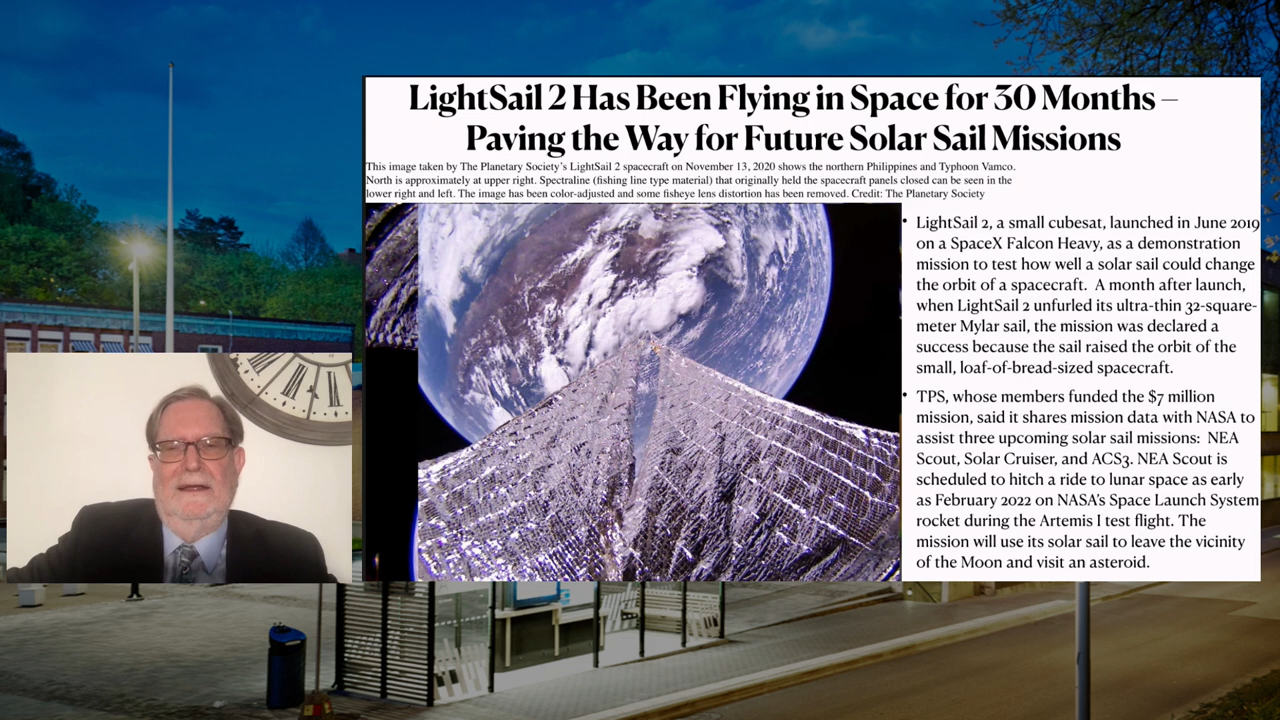 LightSail 2 Has Been Flying in Space for 30 Months –
Paving the Way for Future Solar Sail Missions
This image taken by The Planetary Society's LightSail 2 spacecraft on November 13, 2020 shows the northern Philippines and Typhoon Vamco.
North is approximately at upper right. Spectraline (fishing line type material) that originally held the spacecraft panels closed can be seen in the
lower right and left. The image has been color-adjusted and some fisheye lens distortion has been removed. Credit: The Planetary Society
• LightSail 2, a small cubesat, launched in June 2019
on a SpaceX Falcon Heavy, as a demonstration
mission to test how well a solar sail could change
the orbit of a spacecraft. A month after launch,
when LightSail 2 unfurled its ultra-thin 32-square-
meter Mylar sail, the mission was declared a
success because the sail raised the orbit of the
small, loaf-of-bread-sized spacecraft.
• TPS, whose members funded the $7 million
mission, said it shares mission data with NASA to
assist three upcoming solar sail missions: NEA
Scout, Solar Cruiser, and ACS3. NEA Scout is
scheduled to hitch a ride to lunar space as early
as February 2022 on NASA's Space Launch System
rocket during the Artemis I test flight. The
mission will use its solar sail to leave the vicinity
of the Moon and visit an asteroid.